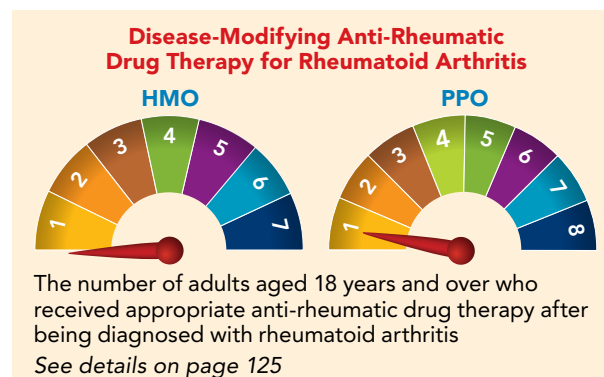 Disease-Modifying Anti-Rheumatic
Drug Therapy for Rheumatoid Arthritis
HMO
1
2
3
4
5
6
7
PPO
1
2
3
4
5
6
7
8
The number of adults aged 18 years and over who
received appropriate anti-rheumatic drug therapy after
being diagnosed with rheumatoid arthritis
See details on page 125